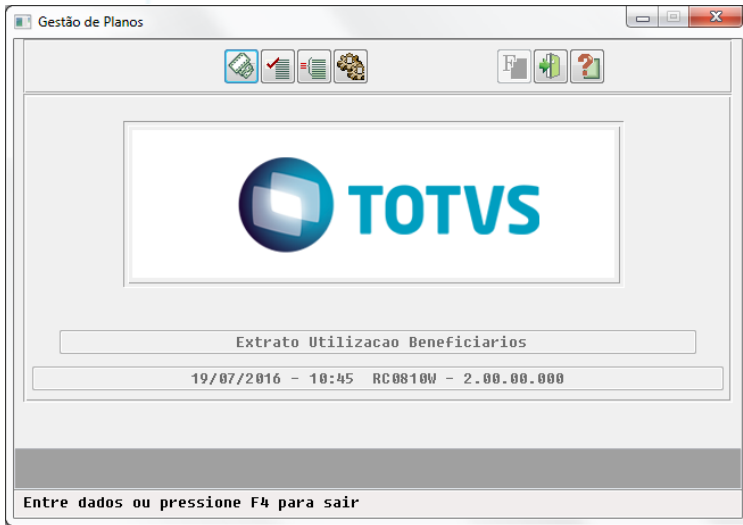 Gestão de Planos
F
TOTVS
Extrato Utilizacao Beneficiarios
19/07/2016 - 10:45 RC0810W - 2.00.00.000
Entre dados ou pressione F4 para sair